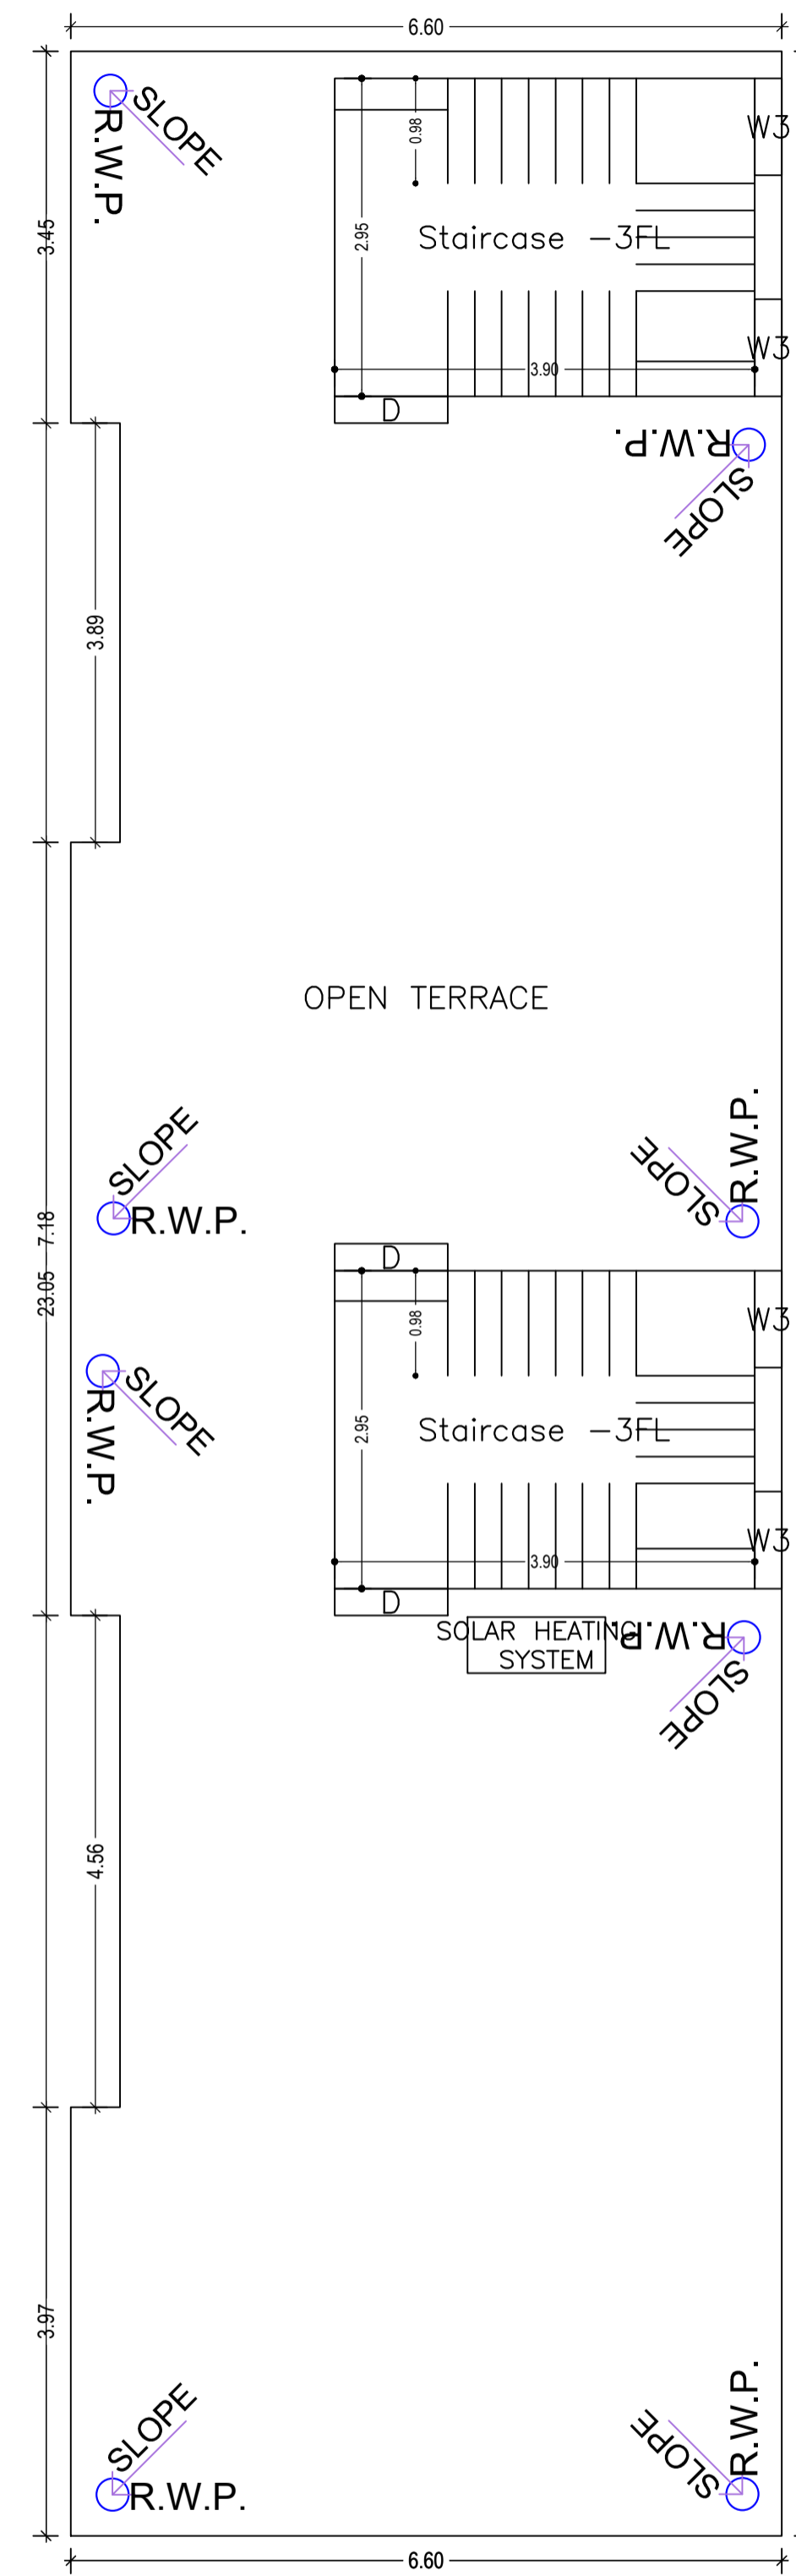 6.60
SLOPE
R.W.P.
W3
0.98
3.45
2.95
Staircase -3FL
W3
3.90
D
R.W.P.
SLOPE
3.89
OPEN TERRACE
SLOPE
R.W.P.
R.W.P.
SLOPE
7.18
D
23.05
W3
0.98
SLOPE
R.W.P.
2.95
Staircase -3FL
W3
3.90
D
SOLAR HEATING
SYSTEM
R.W.P.
SLOPE
4.56
3.97
SLOPE
R.W.P.
R.W.P.
SLOPE
6.60